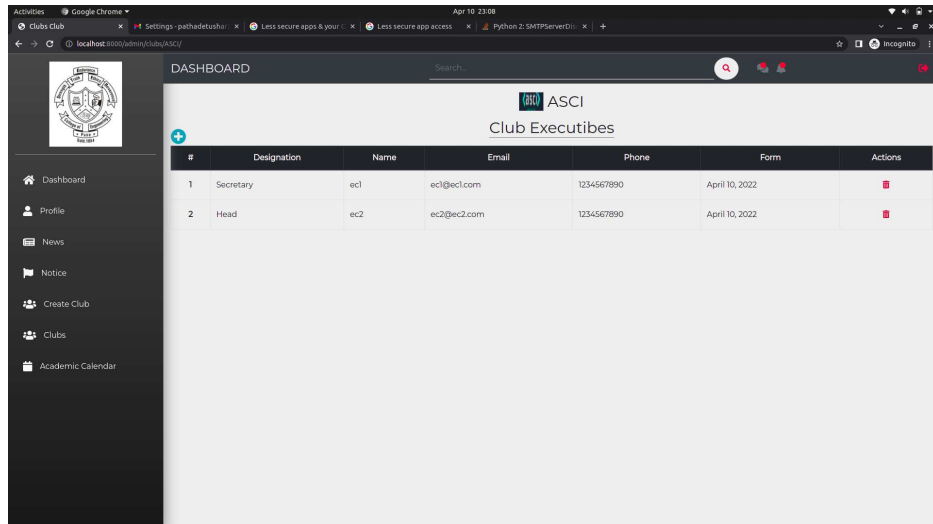 Activities Google Chrome Apr 10 23:08
Clubs Club Settings - pathadetushar Less secure apps & your G Less secure app access Python 2: SMTPServerDis
localhost:8000/admin/clubs/ASCI/ Incognito
DASHBOARD Search...
ASCI
Club Executibes
# Designation Name Email Phone Form Actions
1 Secretary ec1 ec1@ec1.com 1234567890 April 10, 2022
2 Head ec2 ec2@ec2.com 1234567890 April 10, 2022
Dashboard
Profile
News
Notice
Create Club
Clubs
Academic Calendar